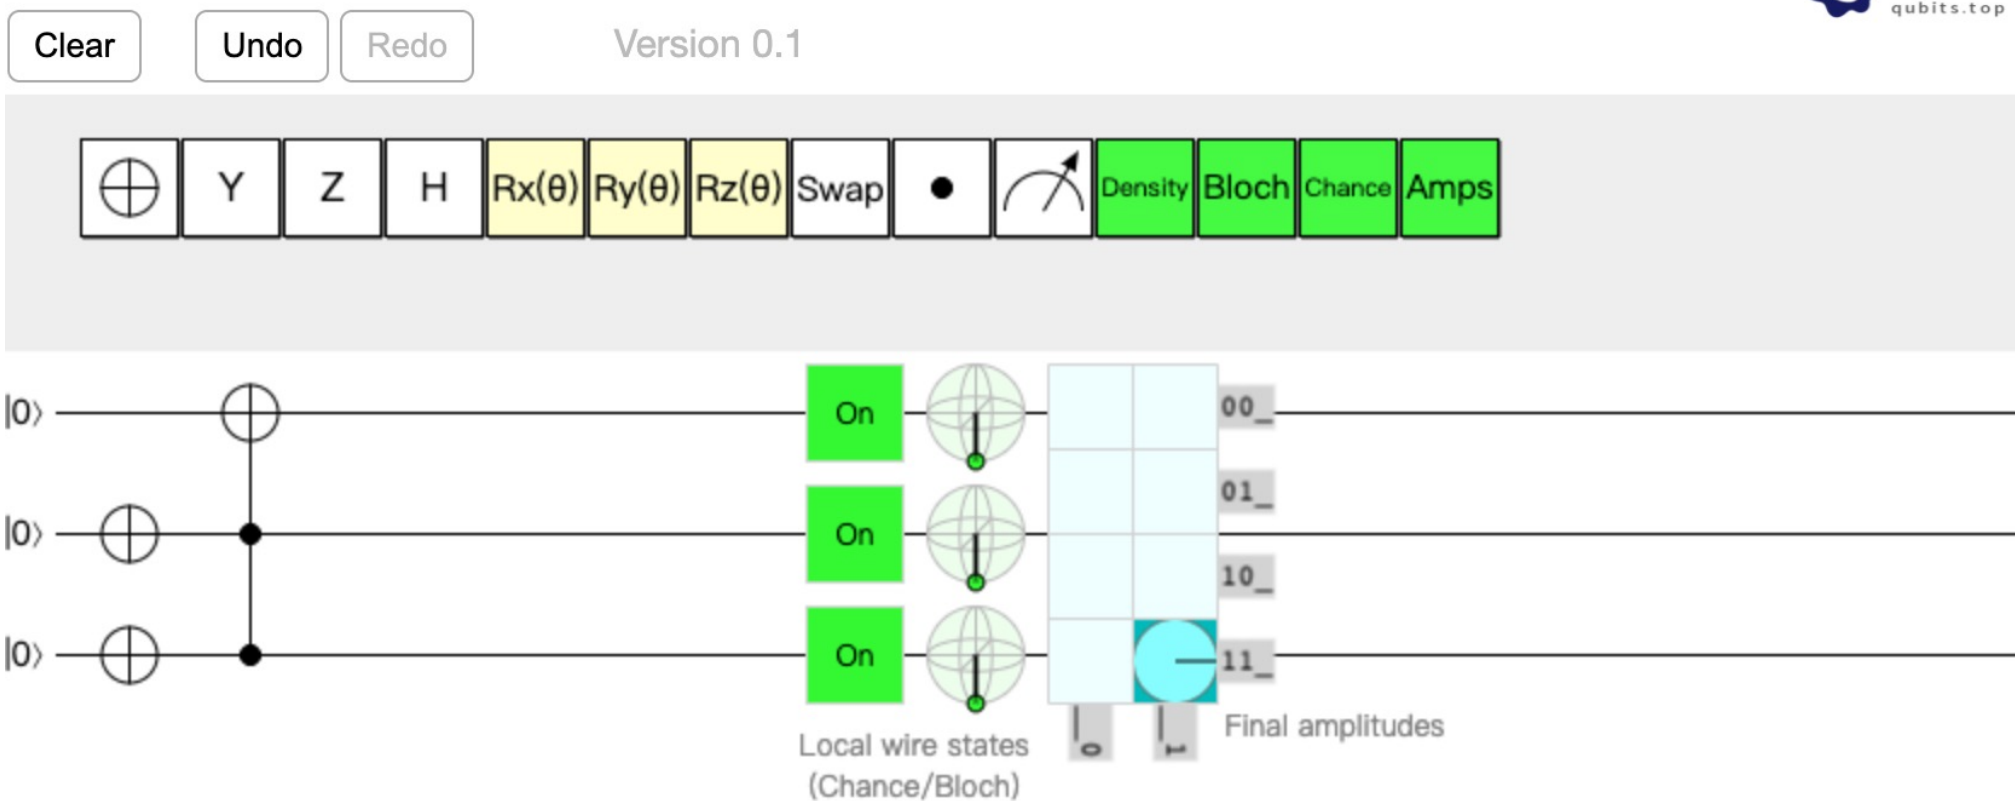 qubits.top
Clear Undo Redo Version 0.1
Y Z H Rx(θ) Ry(θ) Rz(θ) Swap Density Bloch Chance Amps
|0⟩ On 00_
01_
|0⟩ On
10_
|0⟩ On 11_
|0 |1 Final amplitudes
Local wire states
(Chance/Bloch)